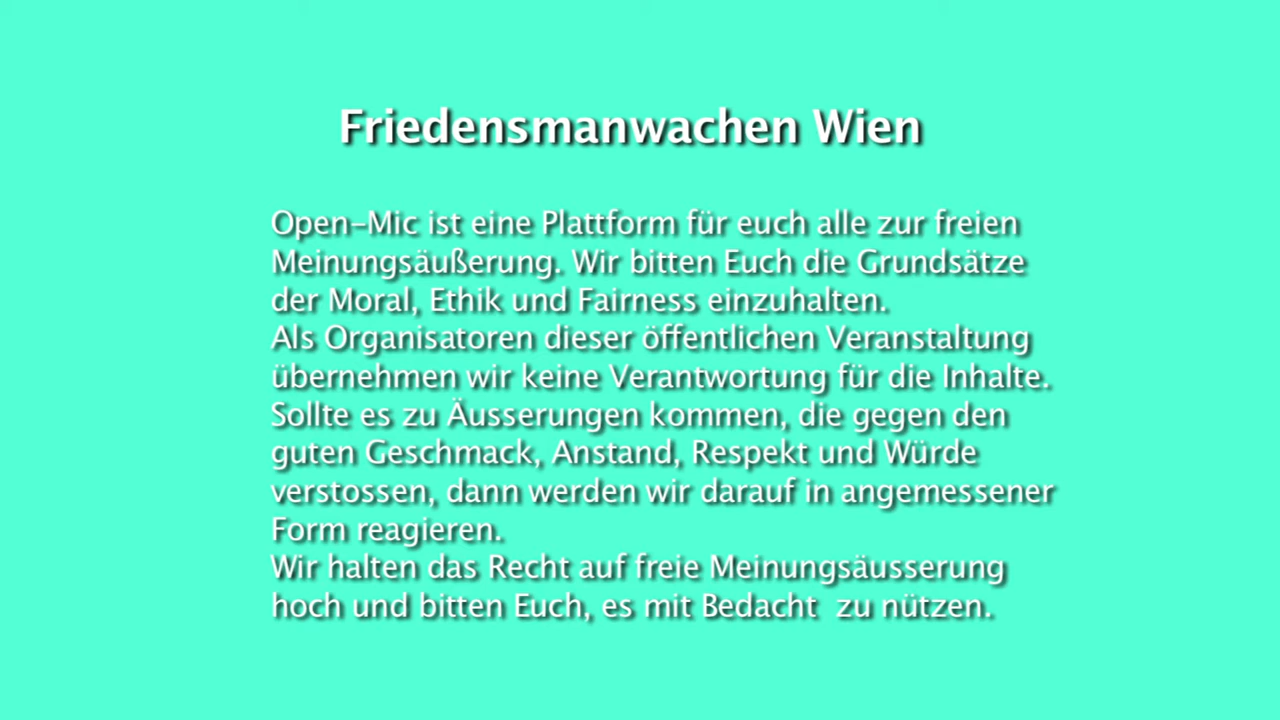 Friedensmanwachen Wien
Open-Mic ist eine Plattform für euch alle zur freien
Meinungsäußerung. Wir bitten Euch die Grundsätze
der Moral, Ethik und Fairness einzuhalten.
Als Organisatoren dieser öffentlichen Veranstaltung
übernehmen wir keine Verantwortung für die Inhalte.
Sollte es zu Äusserungen kommen, die gegen den
guten Geschmack, Anstand, Respekt und Würde
verstossen, dann werden wir darauf in angemessener
Form reagieren.
Wir halten das Recht auf freie Meinungsäusserung
hoch und bitten Euch, es mit Bedacht  zu nützen.